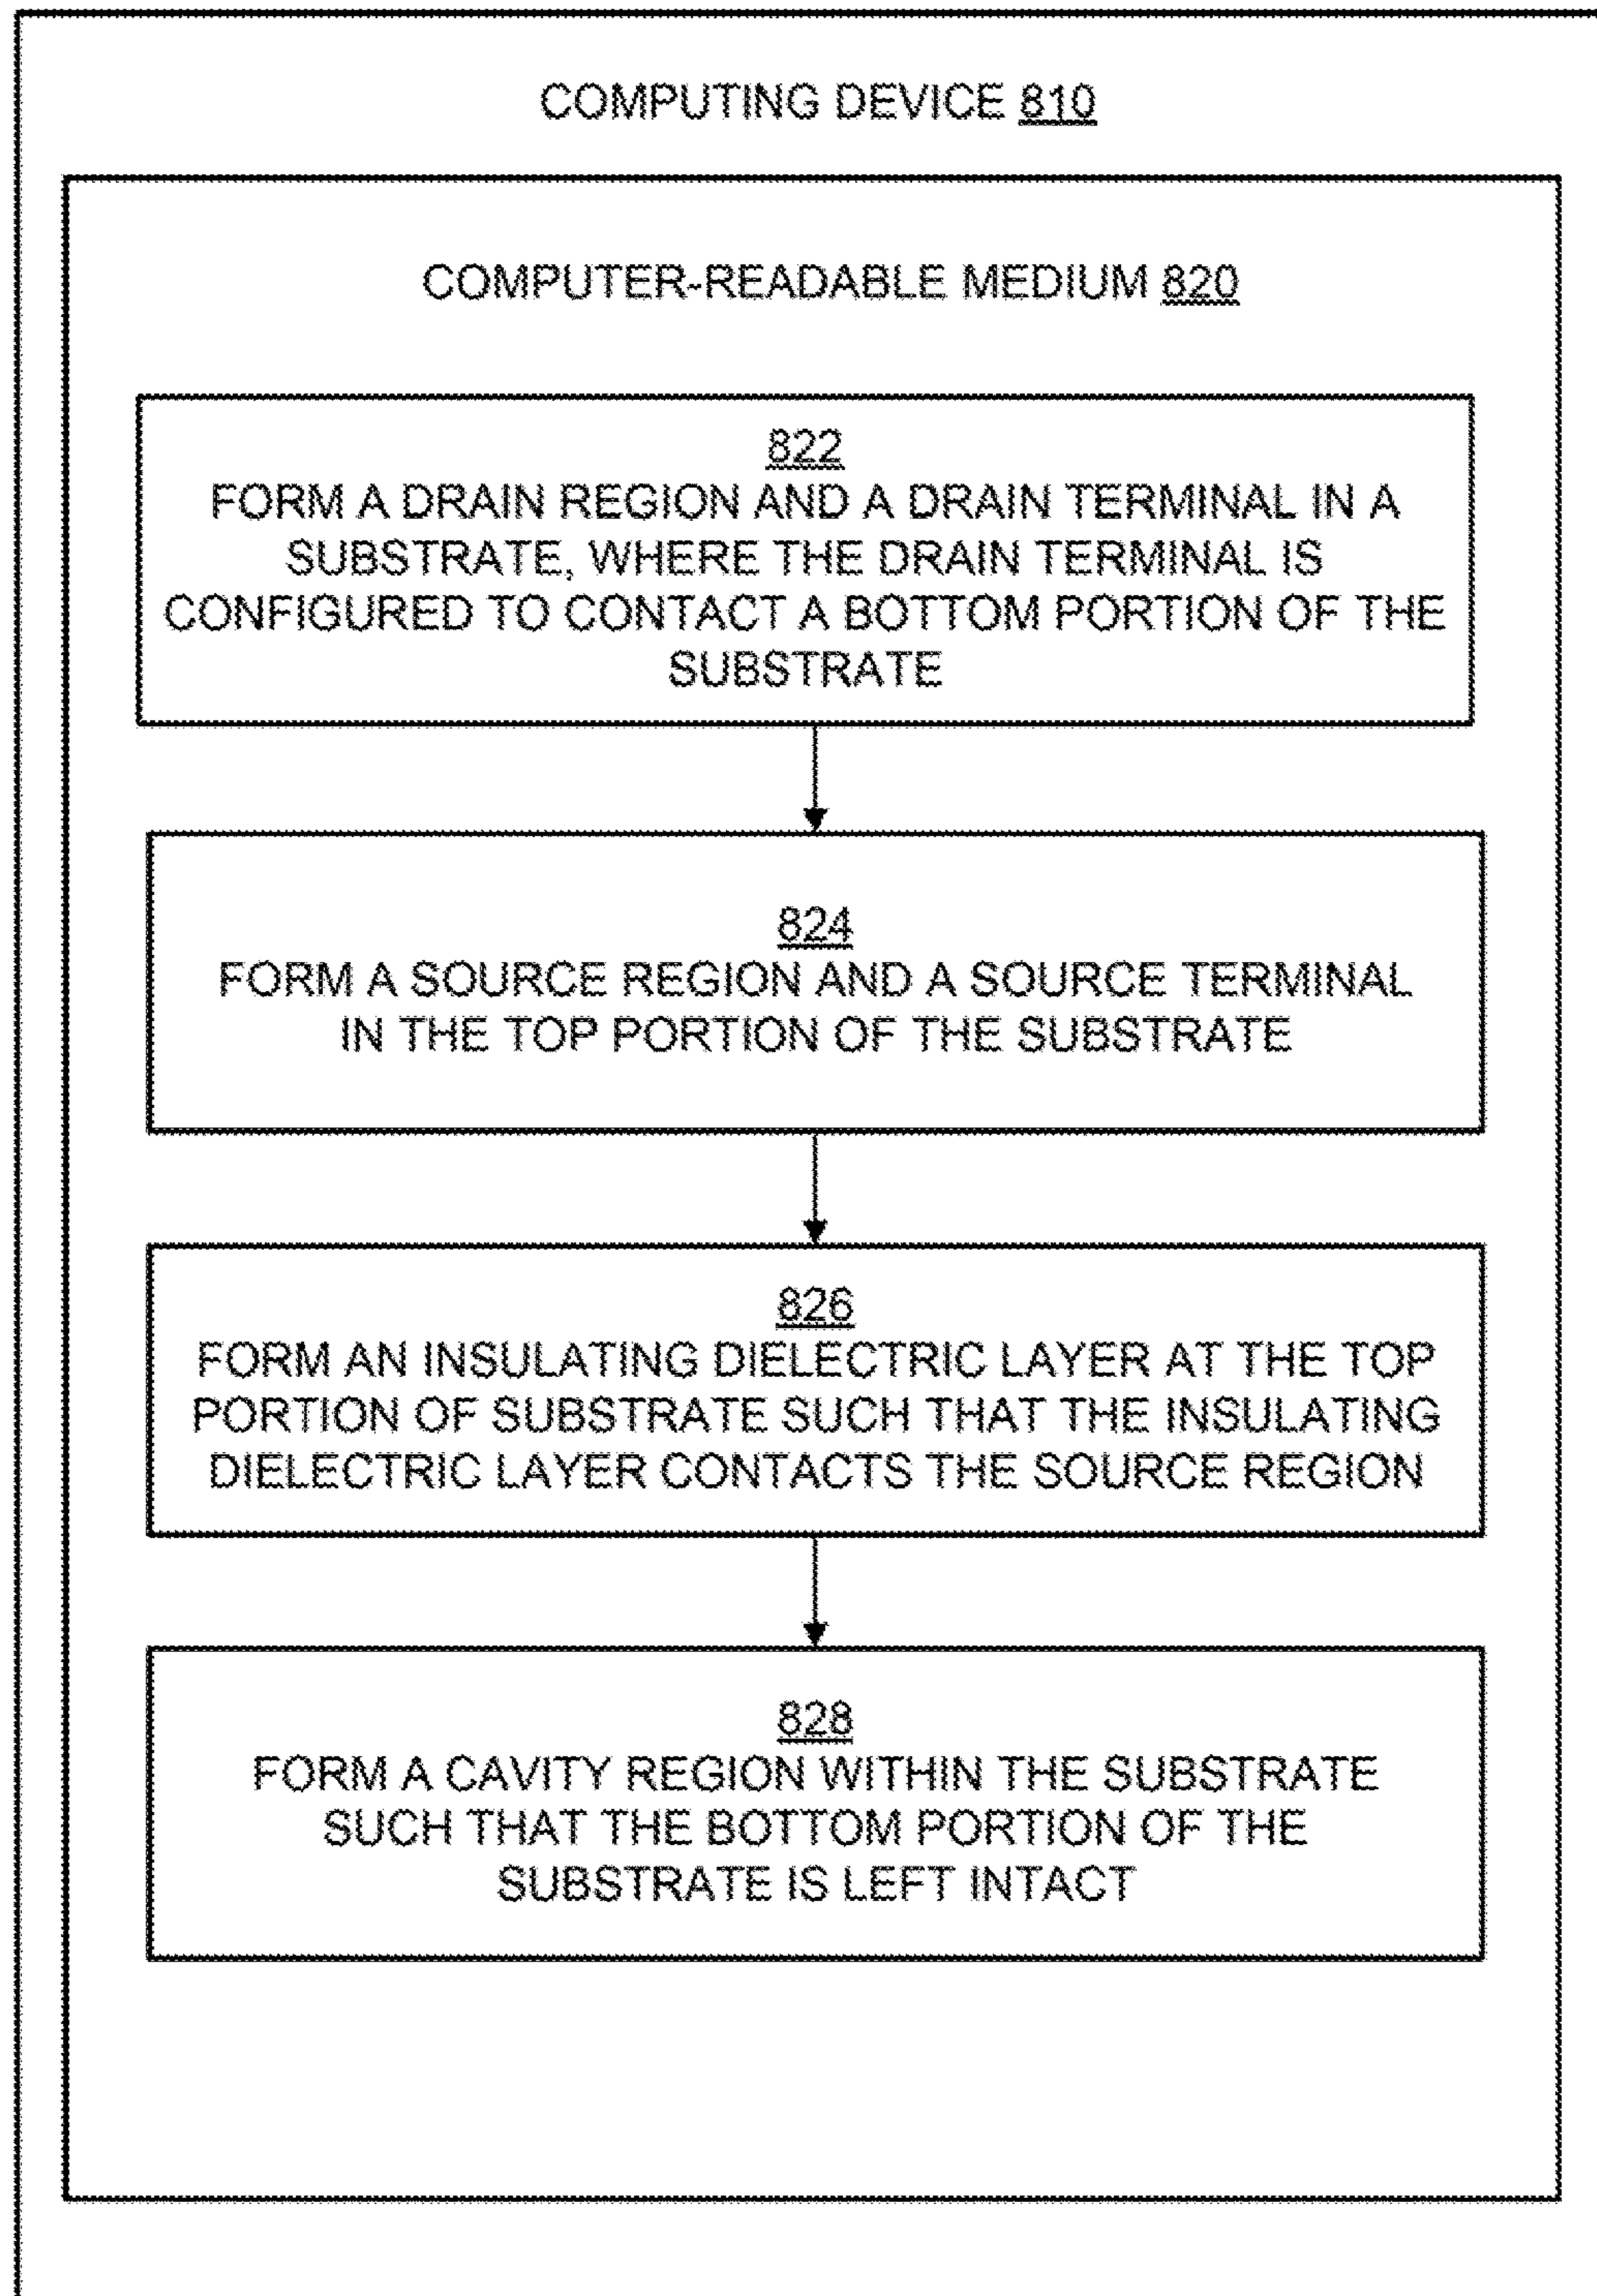 COMPUTING DEVICE 810
COMPUTER-READABLE MEDIUM 820
822
FORM A DRAIN REGION AND A DRAIN TERMINAL IN A
SUBSTRATE, WHERE THE DRAIN TERMINAL IS
CONFIGURED TO CONTACT A BOTTOM PORTION OF THE
SUBSTRATE
824
FORM A SOURCE REGION AND A SOURCE TERMINAL
IN THE TOP PORTION OF THE SUBSTRATE
826
FORM AN INSULATING DIELECTRIC LAYER AT THE TOP
PORTION OF SUBSTRATE SUCH THAT THE INSULATING
DIELECTRIC LAYER CONTACTS THE SOURCE REGION
828
FORM A CAVITY REGION WITHIN THE SUBSTRATE
SUCH THAT THE BOTTOM PORTION OF THE
SUBSTRATE IS LEFT INTACT